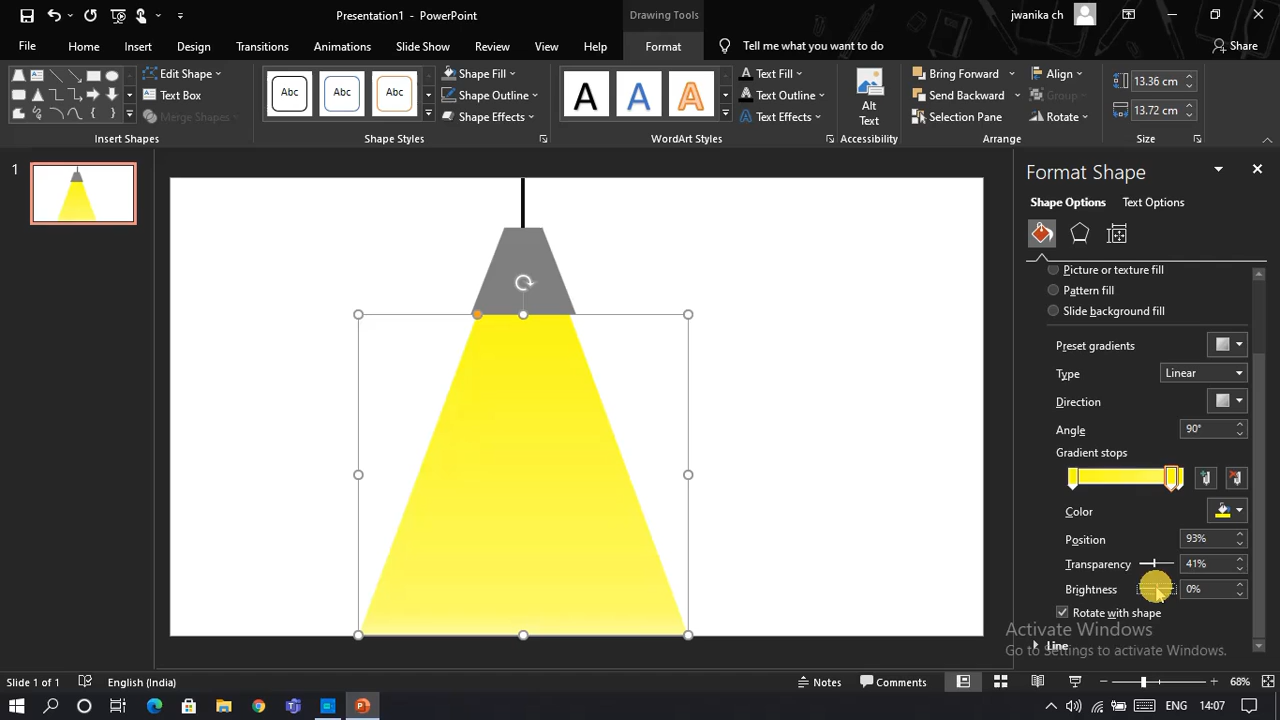 Presentation1 - PowerPoint
Drawing Tools
jwanika ch
File Home Insert Design Transitions Animations Slide Show Review View Help Format Tell me what you want to do Share
Edit Shape
Text Box
Merge Shapes
Insert Shapes
Abc Abc Abc
Shape Fill
Shape Outline
Shape Effects
Shape Styles
A A A
Text Fill
Text Outline
Text Effects
WordArt Styles
Alt
Text
Accessibility
Bring Forward
Send Backward
Selection Pane
Align
Group
Rotate
Arrange
13.36 cm
13.72 cm
Size
1
Format Shape
Shape Options Text Options
Picture or texture fill
Pattern fill
Slide background fill
Preset gradients
Type Linear
Direction
Angle 90°
Gradient stops
Color
Position 93%
Transparency 41%
Brightness 0%
Rotate with shape
Line
Activate Windows
Go to Settings to activate Windows.
Slide 1 of 1 English (India) Notes Comments 68%
ENG 14:07